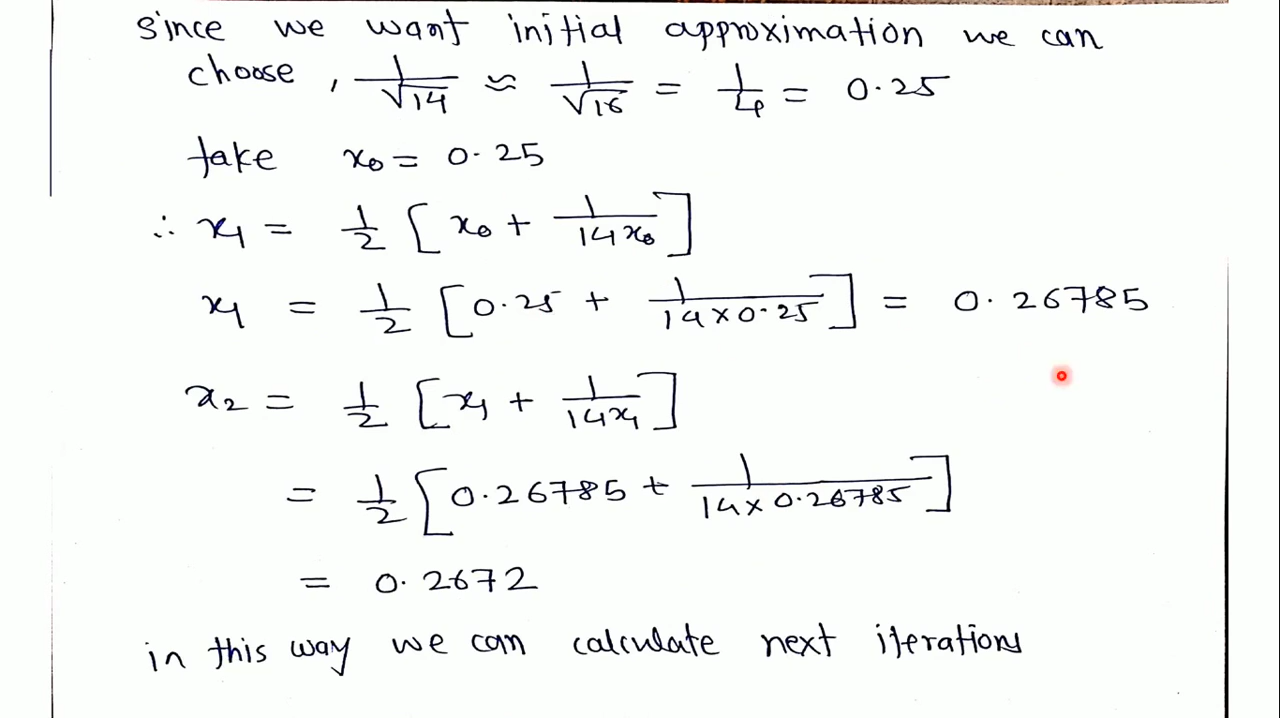 since we want initial approximation we can
choose, 1/√14 ≈ 1/√16 = 1/4 = 0.25
take x₀ = 0.25
∴ x₁ = 1/2 [x₀ + 1/14x₀]
x₁ = 1/2 [0.25 + 1/14×0.25] = 0.26785
x₂ = 1/2 [x₁ + 1/14x₁]
= 1/2 [0.26785 + 1/14×0.26785]
= 0.2672
in this way we can calculate next iterations